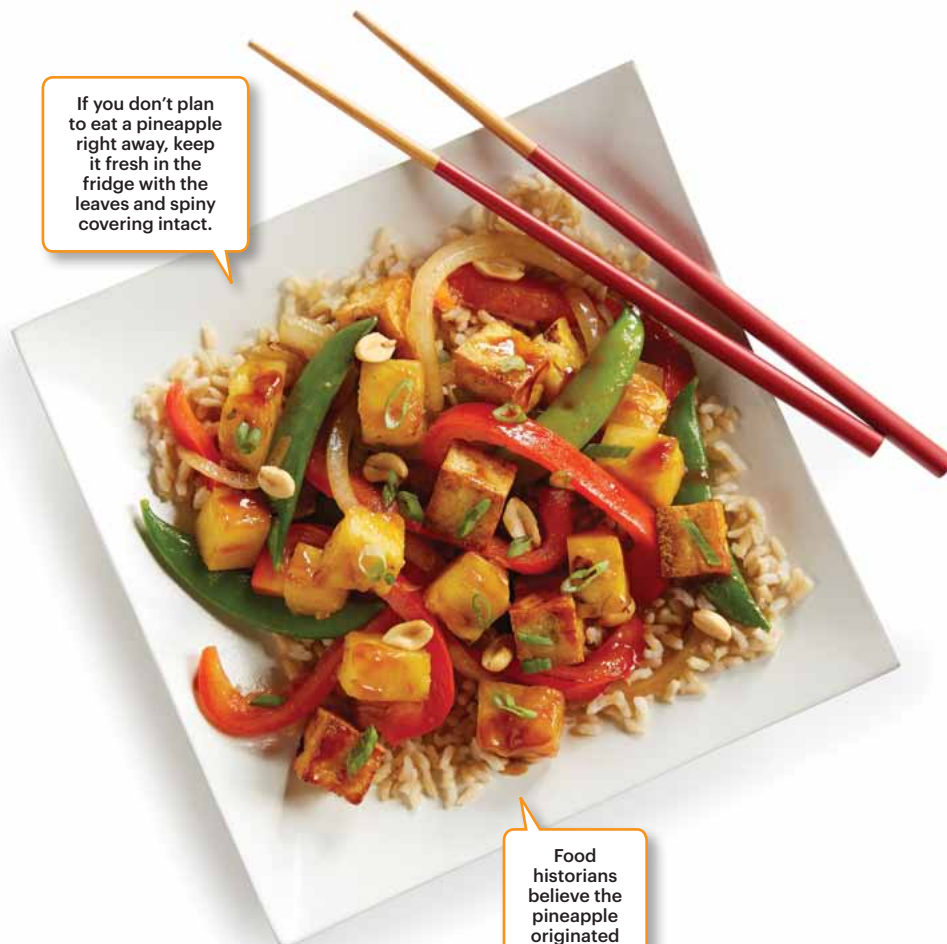 If you don’t plan
to eat a pineapple
right away, keep
it fresh in the
fridge with the
leaves and spiny
covering intact.
Food
historians
believe the
pineapple
originated